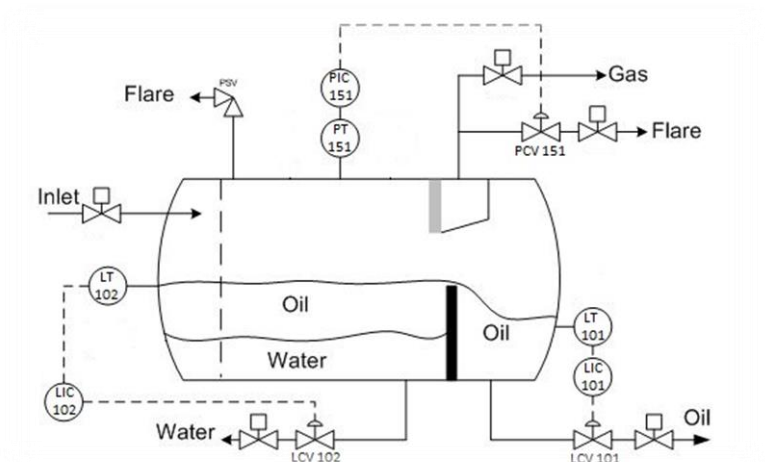 PIC
151
Gas
PSV
Flare
PT
151
Flare
PCV 151
Inlet
LT
102
Oil
LT
101
Oil
Water
LIC
101
LIC
102
Oil
Water
LCV 102
LCV 101